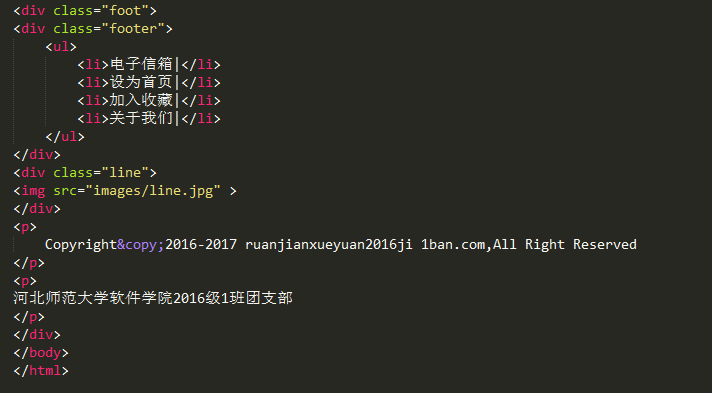 <div class="foot">
<div class="footer">
    <ul>
        <li>电子信箱|</li>
        <li>设为首页|</li>
        <li>加入收藏|</li>
        <li>关于我们|</li>
    </ul>
</div>
<div class="line">
<img src="images/line.jpg" >
</div>
<p>
    Copyright&copy;2016-2017 ruanjianxueyuan2016ji 1ban.com,All Right Reserved
</p>
<p>
河北师范大学软件学院2016级1班团支部
</p>
</div>
</body>
</html>